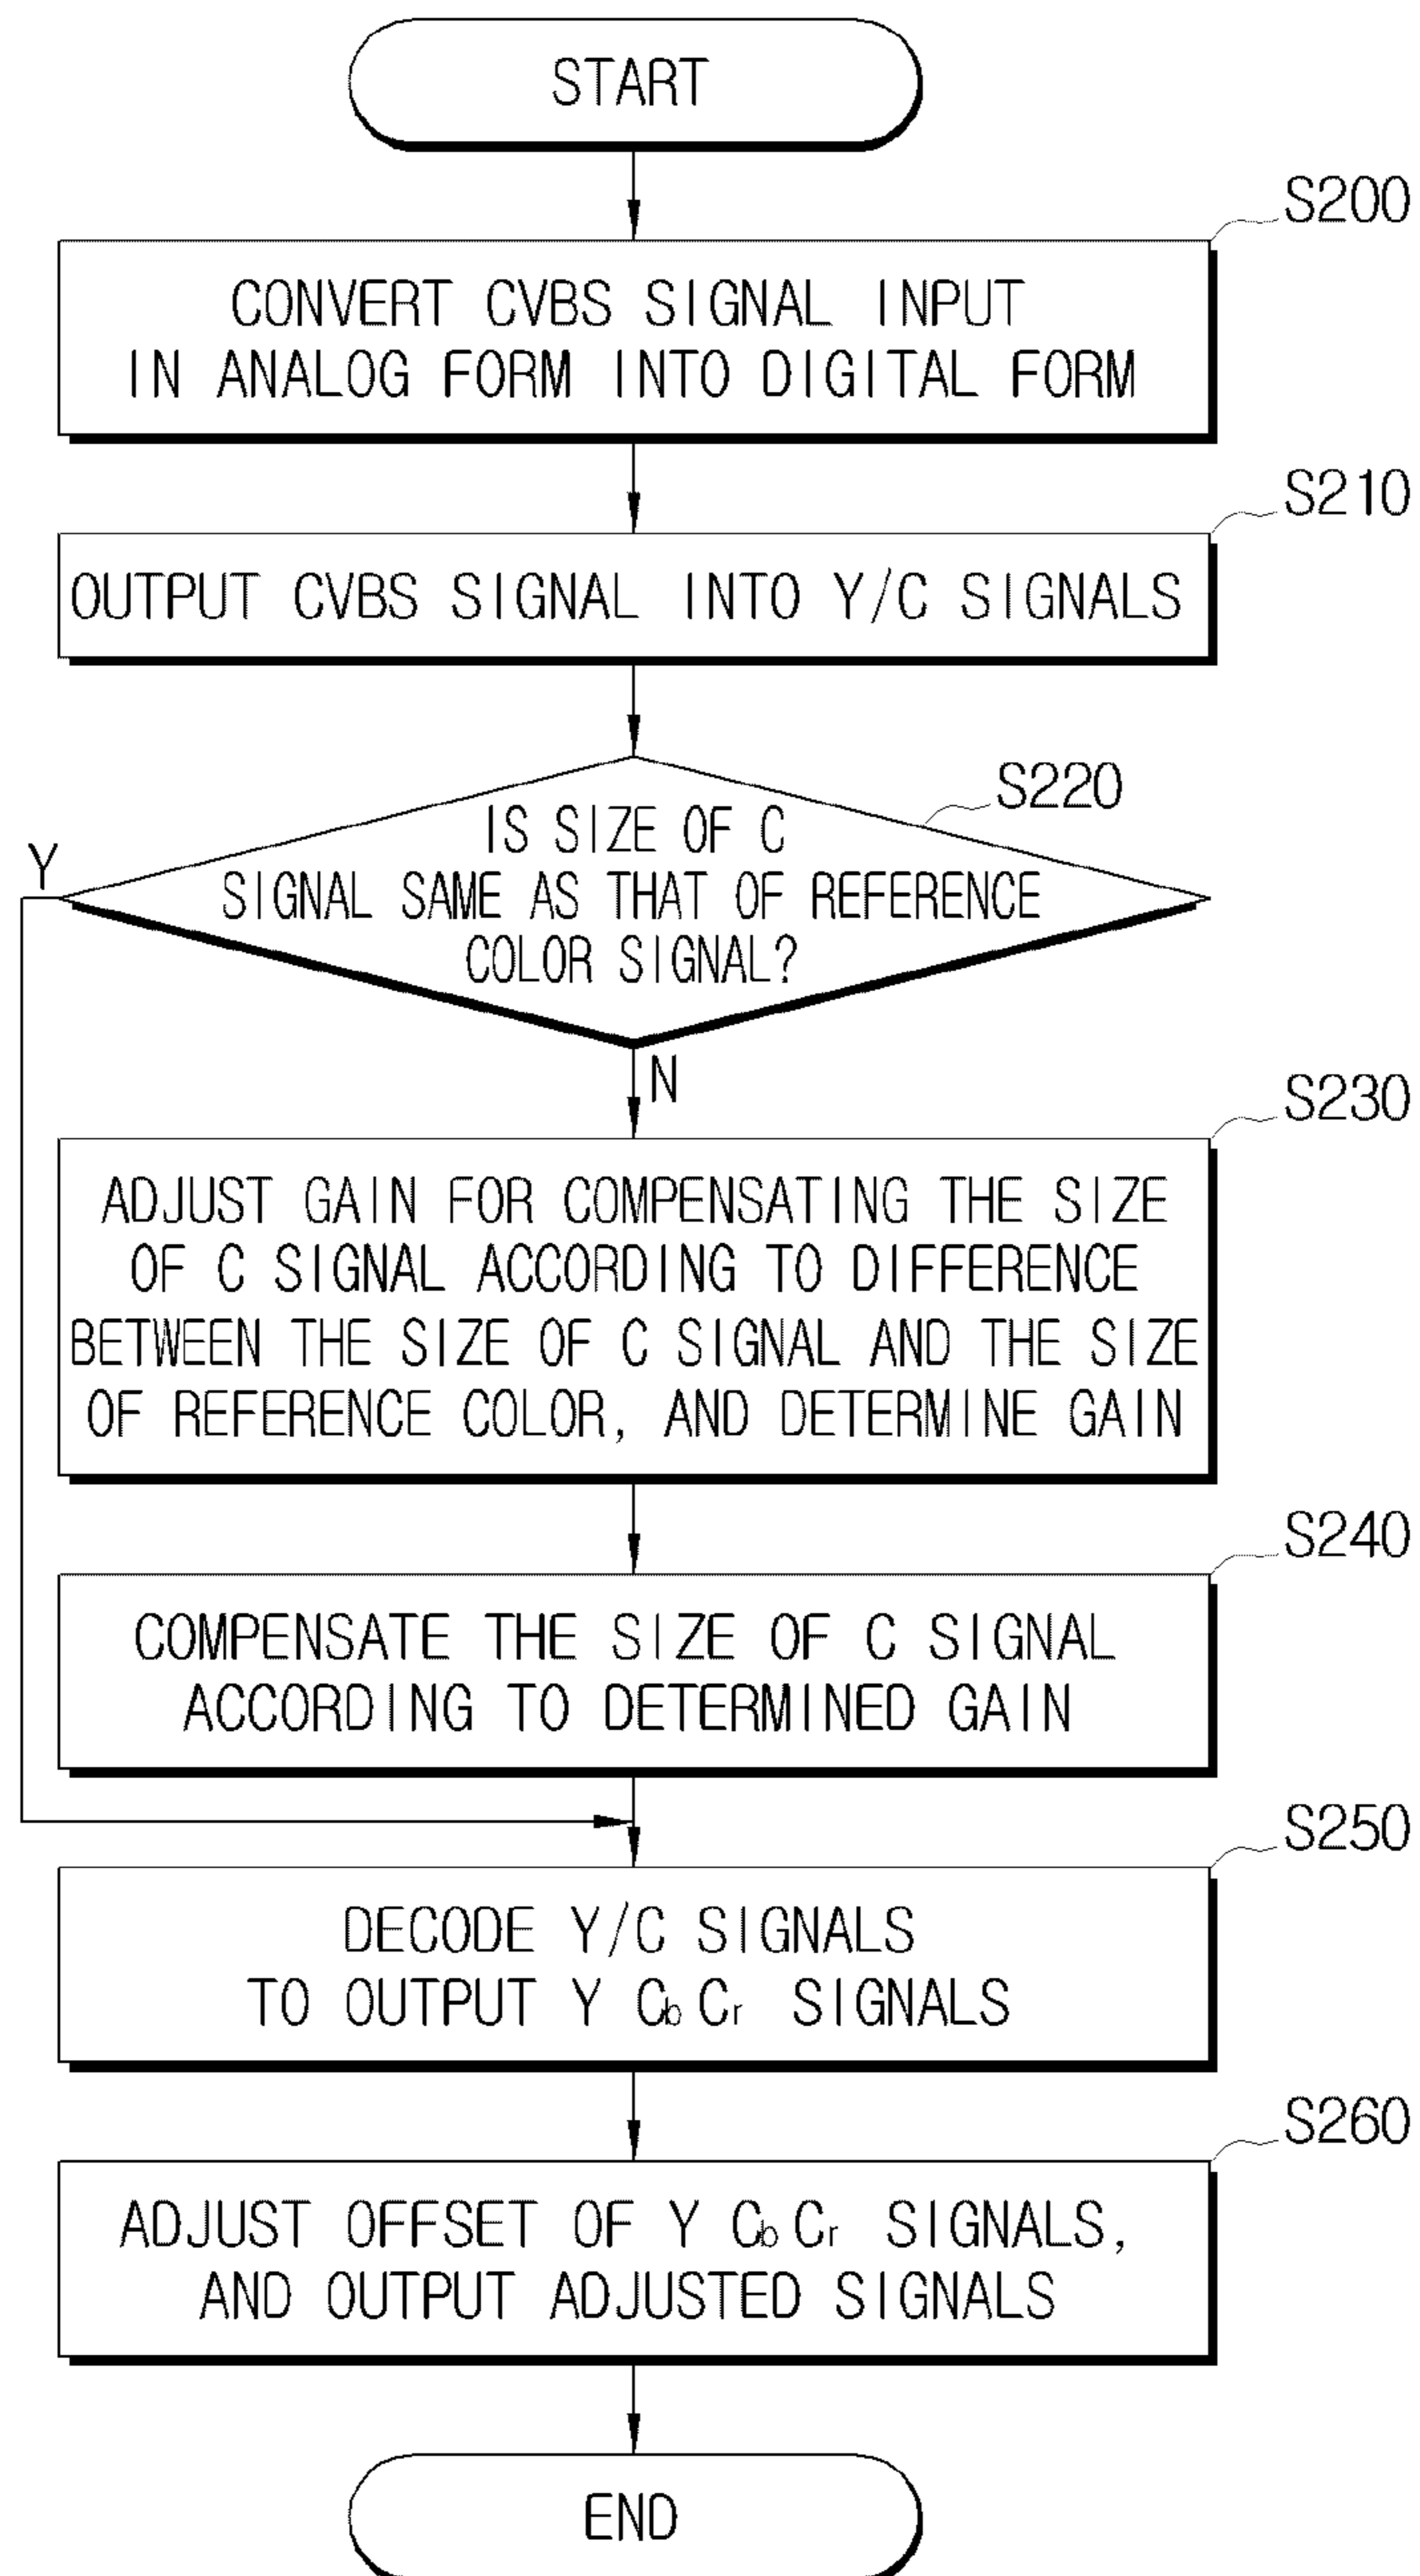 START
S200
CONVERT CVBS SIGNAL INPUT
IN ANALOG FORM INTO DIGITAL FORM
S210
OUTPUT CVBS SIGNAL INTO Y/C SIGNALS
S220
IS SIZE OF C
SIGNAL SAME AS THAT OF REFERENCE
COLOR SIGNAL?
Y
N
S230
ADJUST GAIN FOR COMPENSATING THE SIZE
OF C SIGNAL ACCORDING TO DIFFERENCE
BETWEEN THE SIZE OF C SIGNAL AND THE SIZE
OF REFERENCE COLOR, AND DETERMINE GAIN
S240
COMPENSATE THE SIZE OF C SIGNAL
ACCORDING TO DETERMINED GAIN
S250
DECODE Y/C SIGNALS
TO OUTPUT Y Cb Cr SIGNALS
S260
ADJUST OFFSET OF Y Cb Cr SIGNALS,
AND OUTPUT ADJUSTED SIGNALS
END